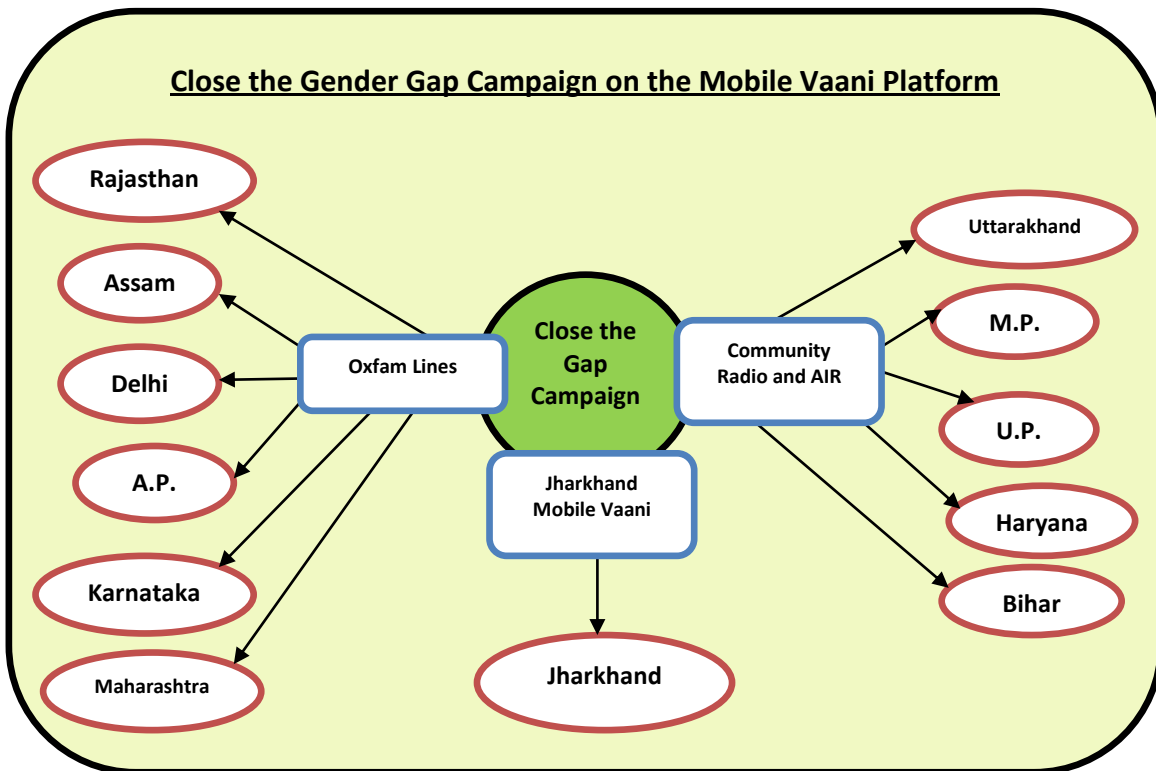 Close the Gender Gap Campaign on the Mobile Vaani Platform
Rajasthan
Assam
Delhi
A.P.
Karnataka
Maharashtra
Oxfam Lines
Close the
Gap
Campaign
Jharkhand
Mobile Vaani
Jharkhand
Community
Radio and AIR
Uttarakhand
M.P.
U.P.
Haryana
Bihar